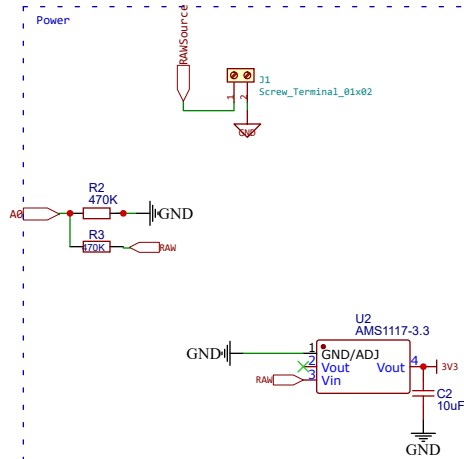 Power
RAWSource
J1
Screw_Terminal_01x02
1
2
GND
R2
470K
A0
GND
R3
470K
RAW
U2
AMS1117-3.3
GND
1
GND/ADJ
2
Vout
Vout
4
3V3
RAW
3
Vin
C2
10uF
GND